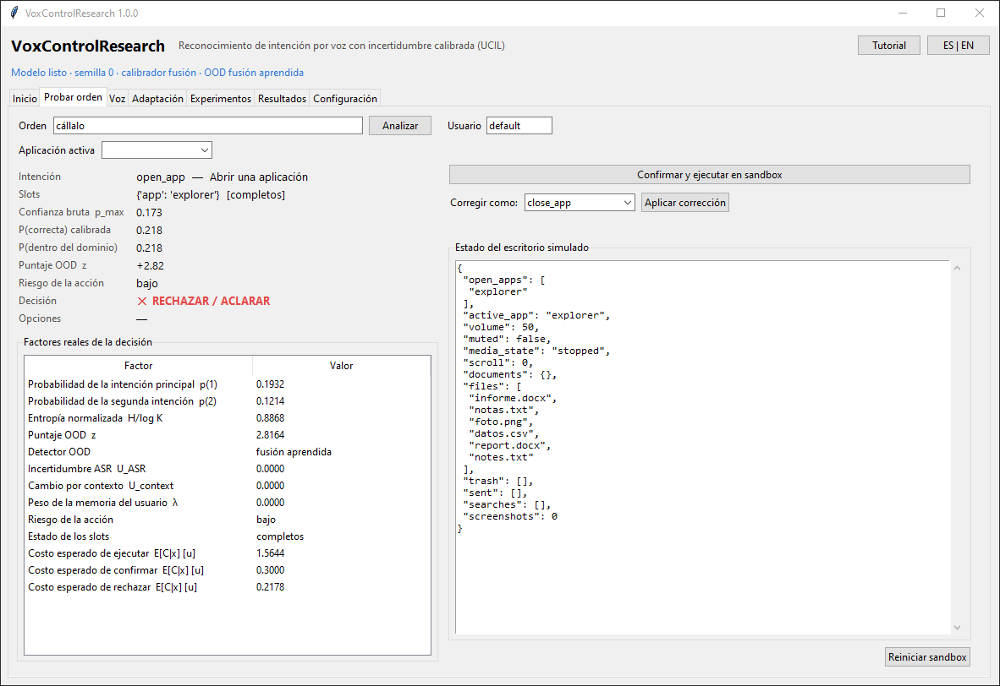 VoxControlResearch 1.0.0
VoxControlResearch Reconocimiento de intención por voz con incertidumbre calibrada (UCIL) Tutorial ES | EN
Modelo listo · semilla 0 · calibrador fusión · OOD fusión aprendida
Inicio Probar orden Voz Adaptación Experimentos Resultados Configuración
Orden cállalo Analizar Usuario default
Aplicación activa
Intención open_app — Abrir una aplicación
Slots {'app': 'explorer'} [completos]
Confianza bruta p_max 0.173
P(correcta) calibrada 0.218
P(dentro del dominio) 0.218
Puntaje OOD z +2.82
Riesgo de la acción bajo
Decisión ✕ RECHAZAR / ACLARAR
Opciones —
Factores reales de la decisión
Factor Valor
Probabilidad de la intención principal p(1) 0.1932
Probabilidad de la segunda intención p(2) 0.1214
Entropía normalizada H/log K 0.8868
Puntaje OOD z 2.8164
Detector OOD fusión aprendida
Incertidumbre ASR U_ASR 0.0000
Cambio por contexto U_context 0.0000
Peso de la memoria del usuario λ 0.0000
Riesgo de la acción bajo
Estado de los slots completos
Costo esperado de ejecutar E[C|x] [u] 1.5644
Costo esperado de confirmar E[C|x] [u] 0.3000
Costo esperado de rechazar E[C|x] [u] 0.2178
Confirmar y ejecutar en sandbox
Corregir como: close_app Aplicar corrección
Estado del escritorio simulado
{
"open_apps": [
"explorer"
],
"active_app": "explorer",
"volume": 50,
"muted": false,
"media_state": "stopped",
"scroll": 0,
"documents": {},
"files": [
"informe.docx",
"notas.txt",
"foto.png",
"datos.csv",
"report.docx",
"notes.txt"
],
"trash": [],
"sent": [],
"searches": [],
"screenshots": 0
}
Reiniciar sandbox